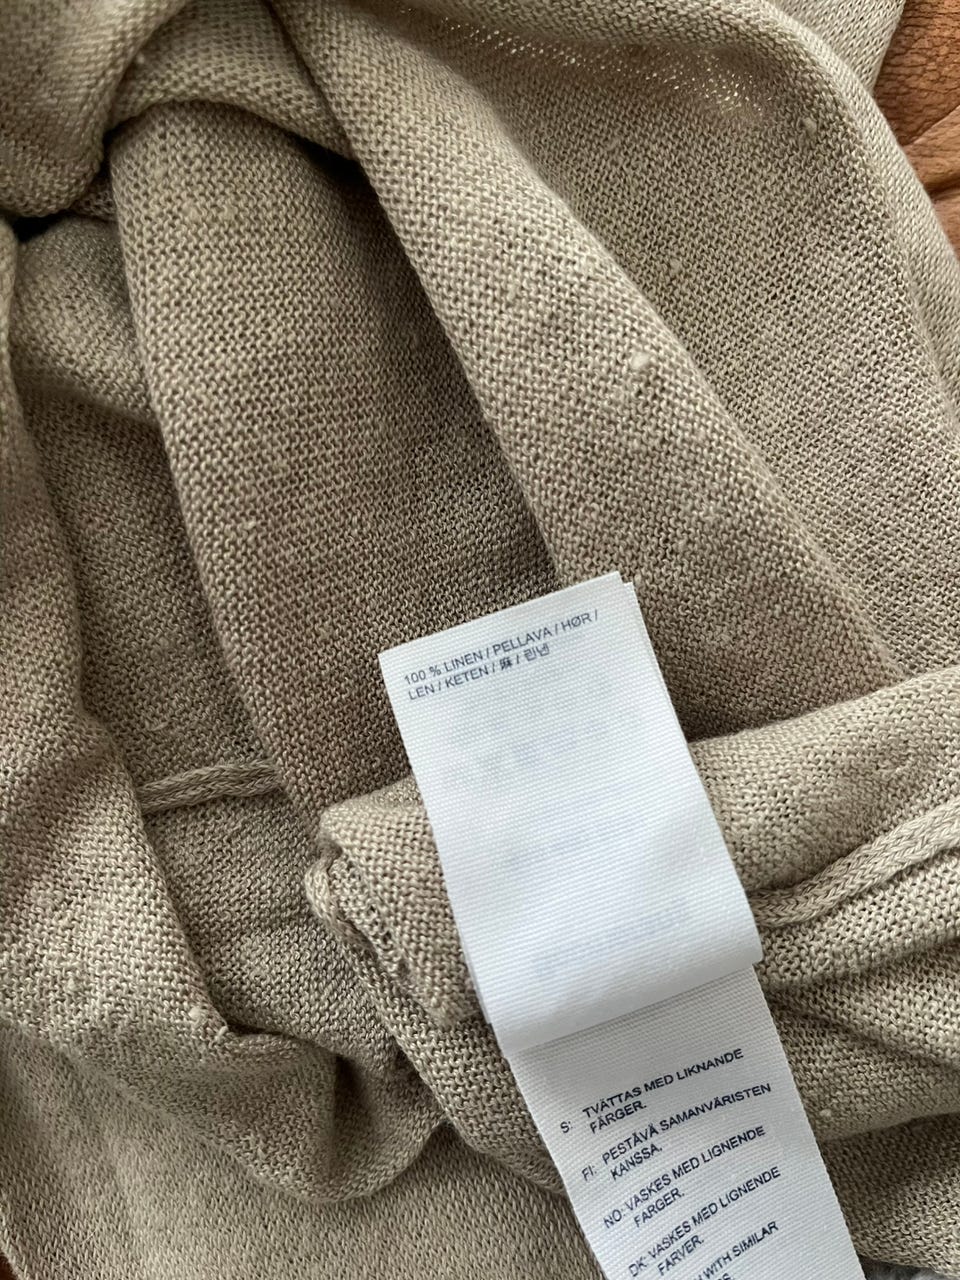 100 % LINEN / PELLAVA / HØR /
LEN / KETEN / 麻 / 린넨
S: TVÄTTAS MED LIKNANDE
FÄRGER.
FI: PESTÄVÄ SAMANVÄRISTEN
KANSSA.
NO: VASKES MED LIGNENDE
FARGER.
DK: VASKES MED LIGNENDE
FARVER.
WITH SIMILAR